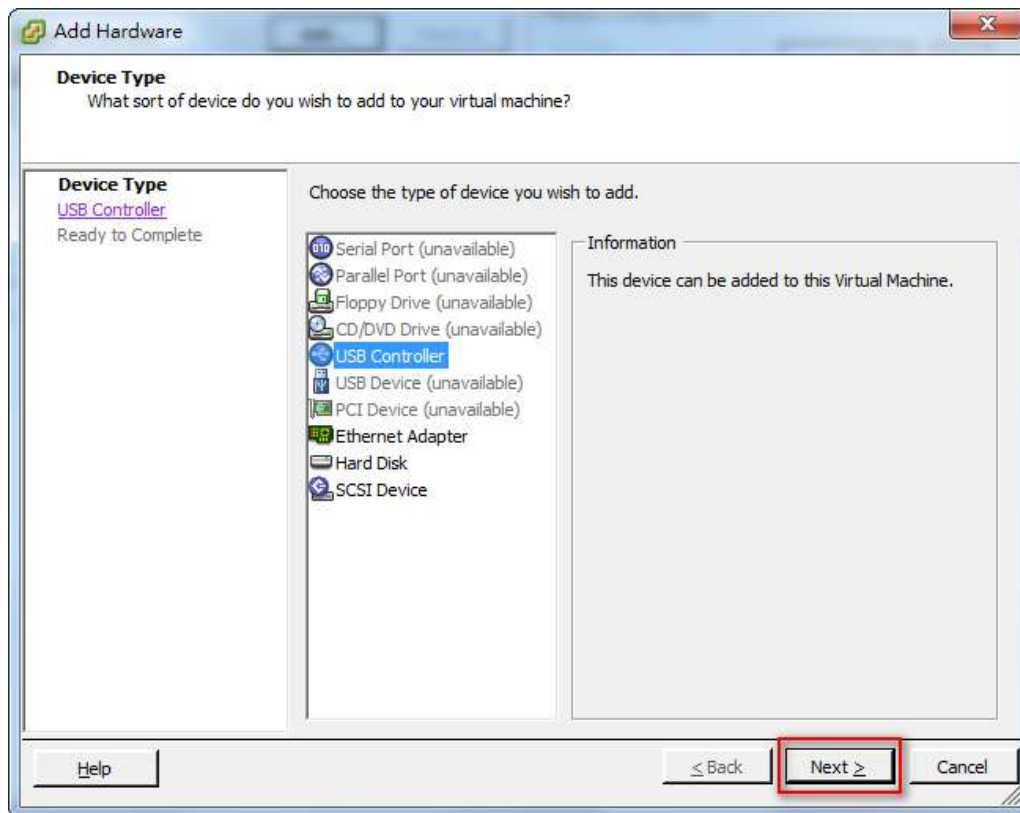 Add Hardware
Device Type
What sort of device do you wish to add to your virtual machine?
Device Type
USB Controller
Ready to Complete
Choose the type of device you wish to add.
Serial Port (unavailable)
Parallel Port (unavailable)
Floppy Drive (unavailable)
CD/DVD Drive (unavailable)
USB Controller
USB Device (unavailable)
PCI Device (unavailable)
Ethernet Adapter
Hard Disk
SCSI Device
Information
This device can be added to this Virtual Machine.
Help
< Back
Next >
Cancel